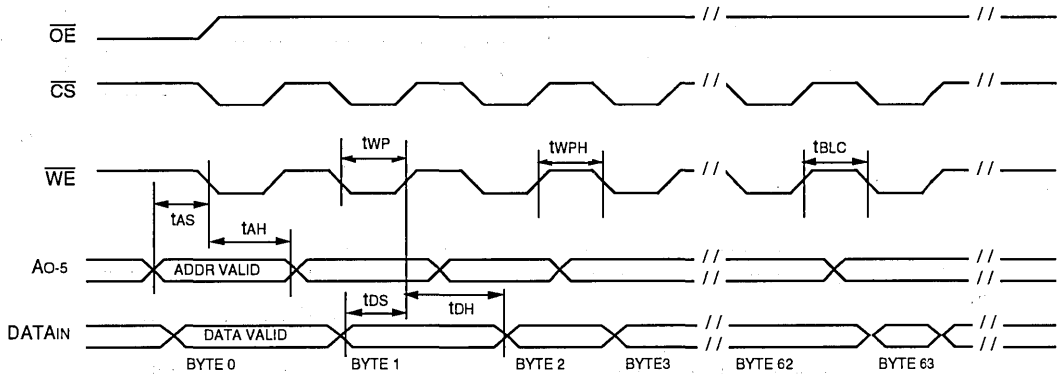 OE
CS
WE
tWP
tWPH
tBLC
tAS
tAH
A0-5
ADDR VALID
tDS
tDH
DATAIN
DATA VALID
BYTE 0
BYTE 1
BYTE 2
BYTE3
BYTE 62
BYTE 63